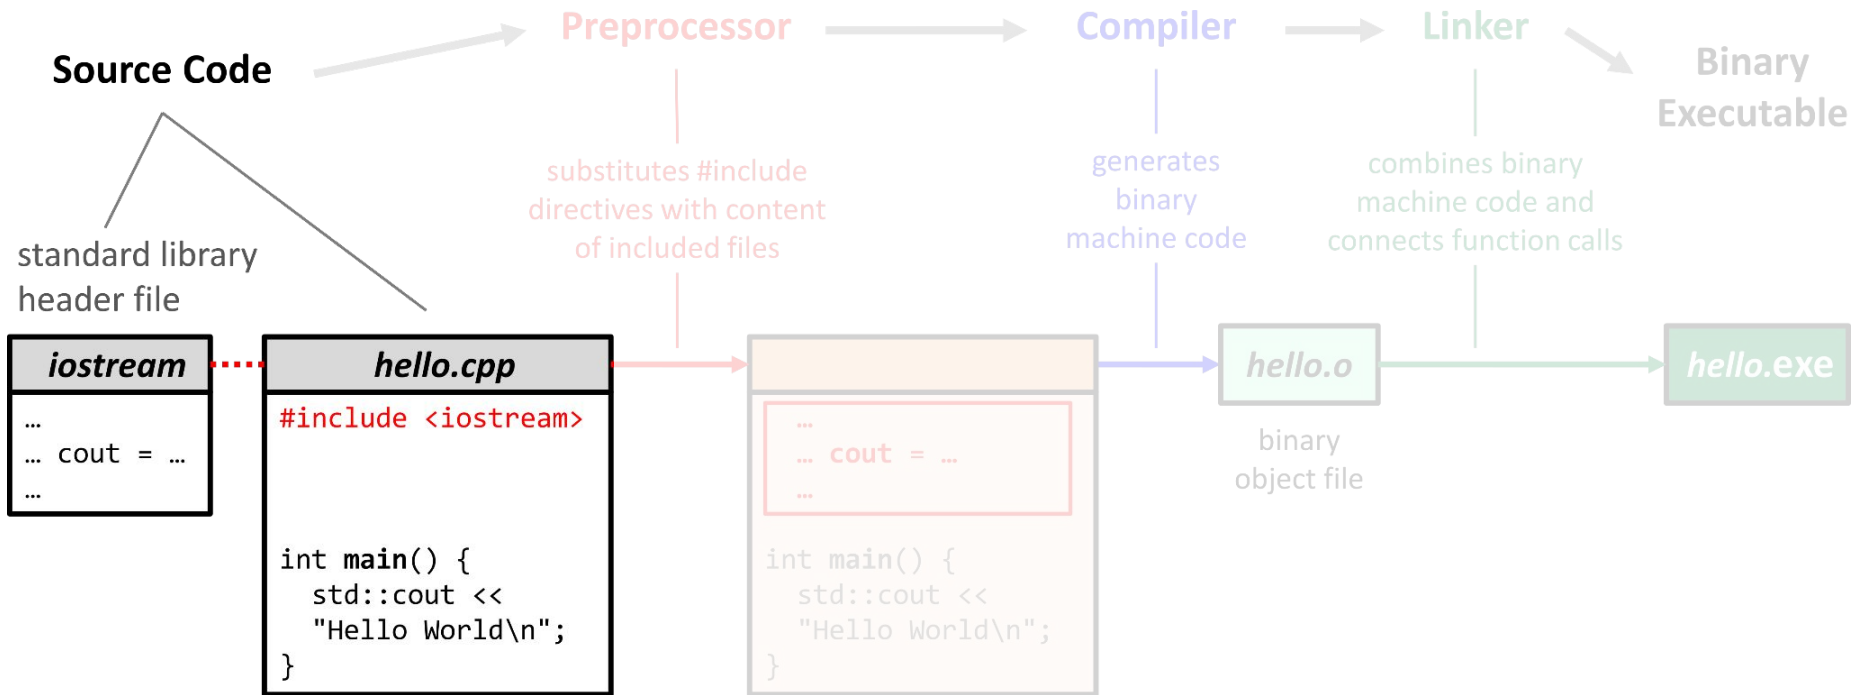 Source Code
Preprocessor
Compiler
Linker
Binary
Executable
substitutes #include
directives with content
of included files
generates
binary
machine code
combines binary
machine code and
connects function calls
standard library
header file
iostream
…
… cout = …
…
hello.cpp
#include <iostream>
int main() {
std::cout <<
"Hello World\n";
}
…
… cout = …
…
int main() {
std::cout <<
"Hello World\n";
}
hello.o
binary
object file
hello.exe